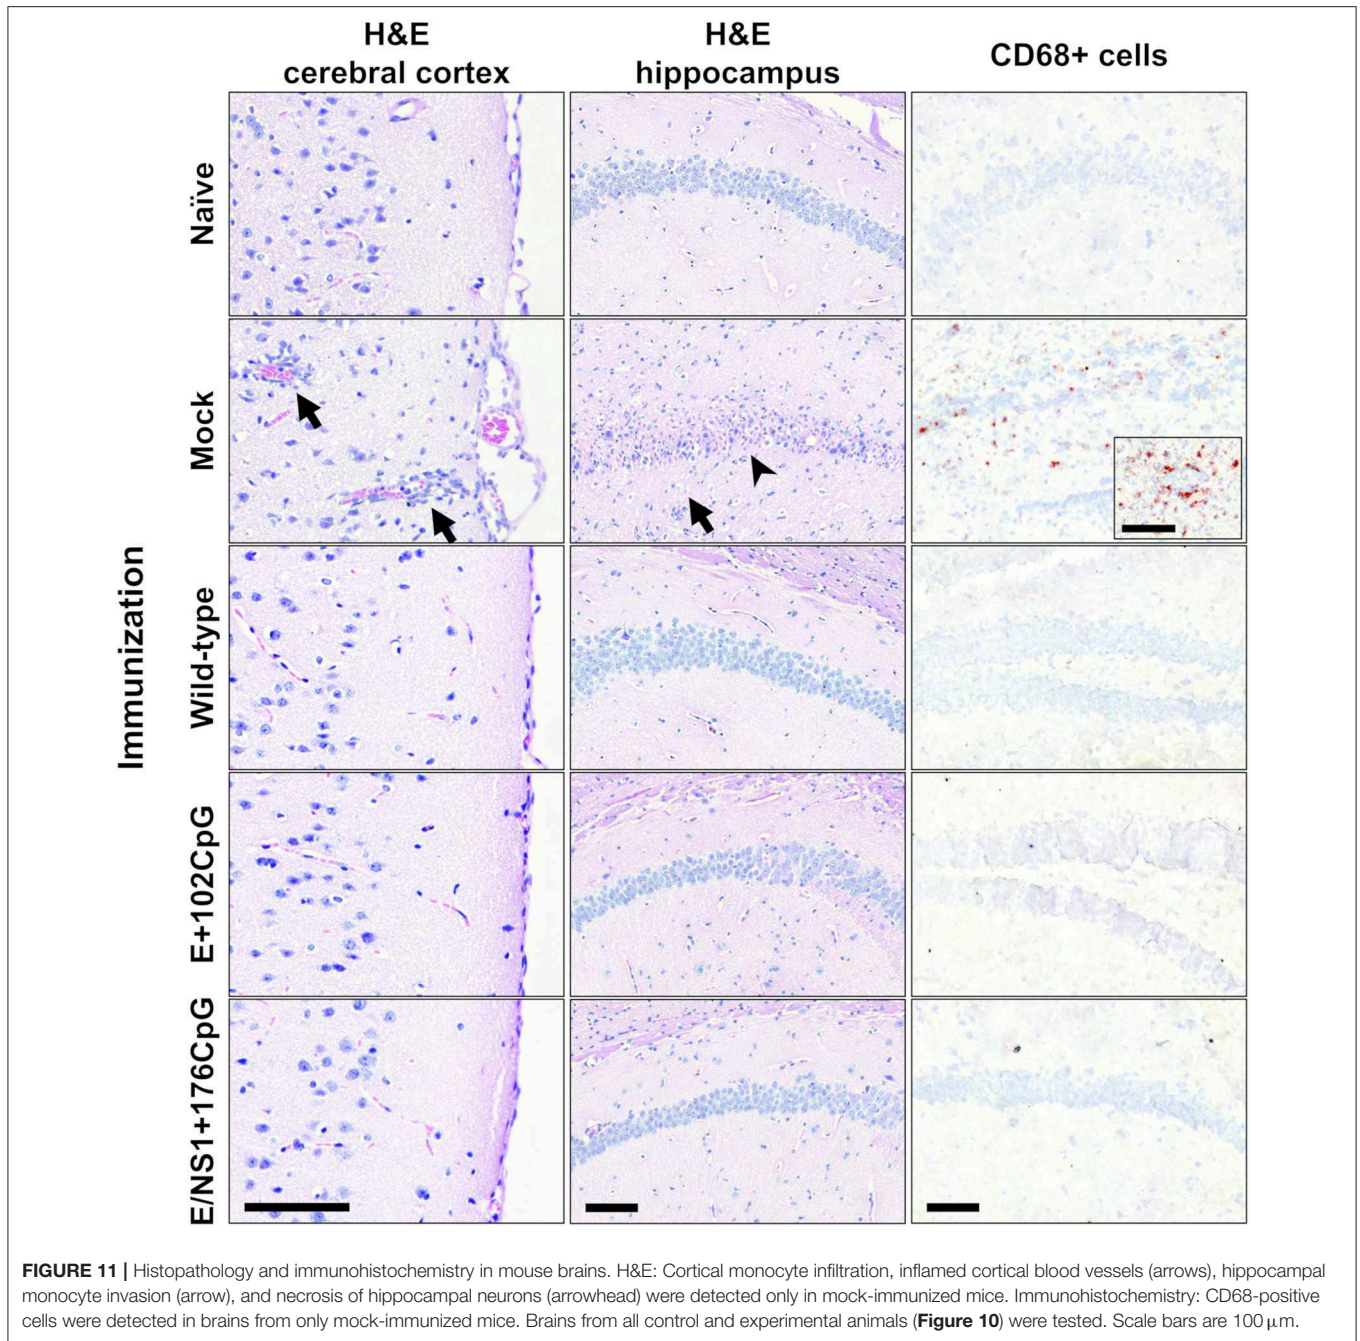 H&E
cerebral cortex
H&E
hippocampus
CD68+ cells
Immunization
Naïve
Mock
Wild-type
E+102CpG
E/NS1+176CpG
FIGURE 11 | Histopathology and immunohistochemistry in mouse brains. H&E: Cortical monocyte infiltration, inflamed cortical blood vessels (arrows), hippocampal
monocyte invasion (arrow), and necrosis of hippocampal neurons (arrowhead) were detected only in mock-immunized mice. Immunohistochemistry: CD68-positive
cells were detected in brains from only mock-immunized mice. Brains from all control and experimental animals (Figure 10) were tested. Scale bars are 100 μm.